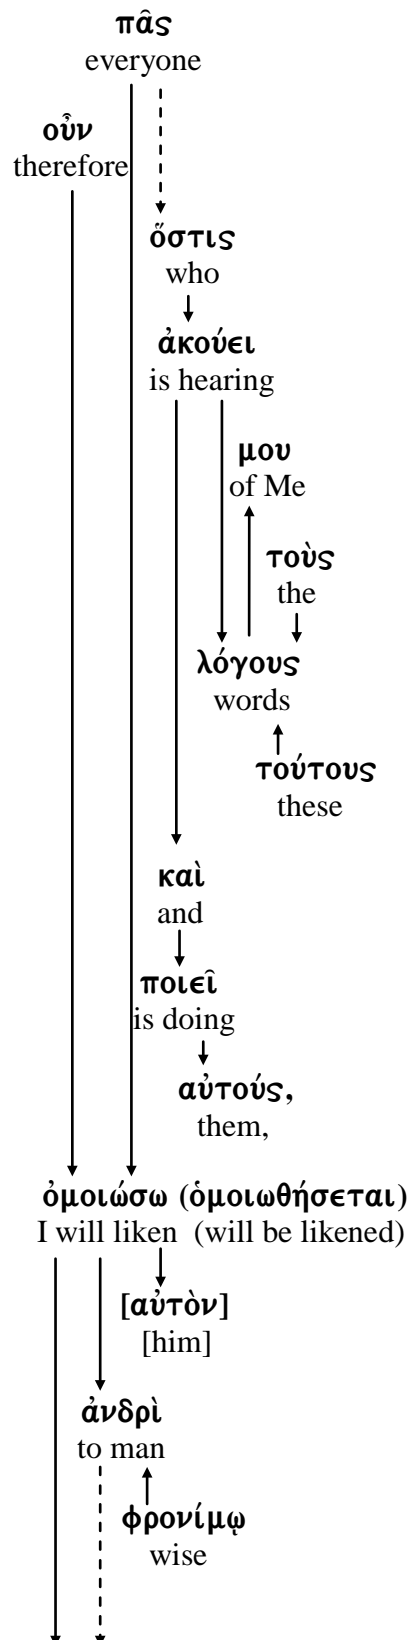 πᾶς
everyone
οὖν
therefore
ὅστις
who
ἀκούει
is hearing
μου
of Me
τοὺς
the
λόγους
words
τούτους
these
καὶ
and
ποιεῖ
is doing
αὐτούς,
them,
ὁμοιώσω (ὁμοιωθήσεται)
I will liken (will be likened)
[αὐτὸν]
[him]
ἀνδρὶ
to man
φρονίμῳ
wise